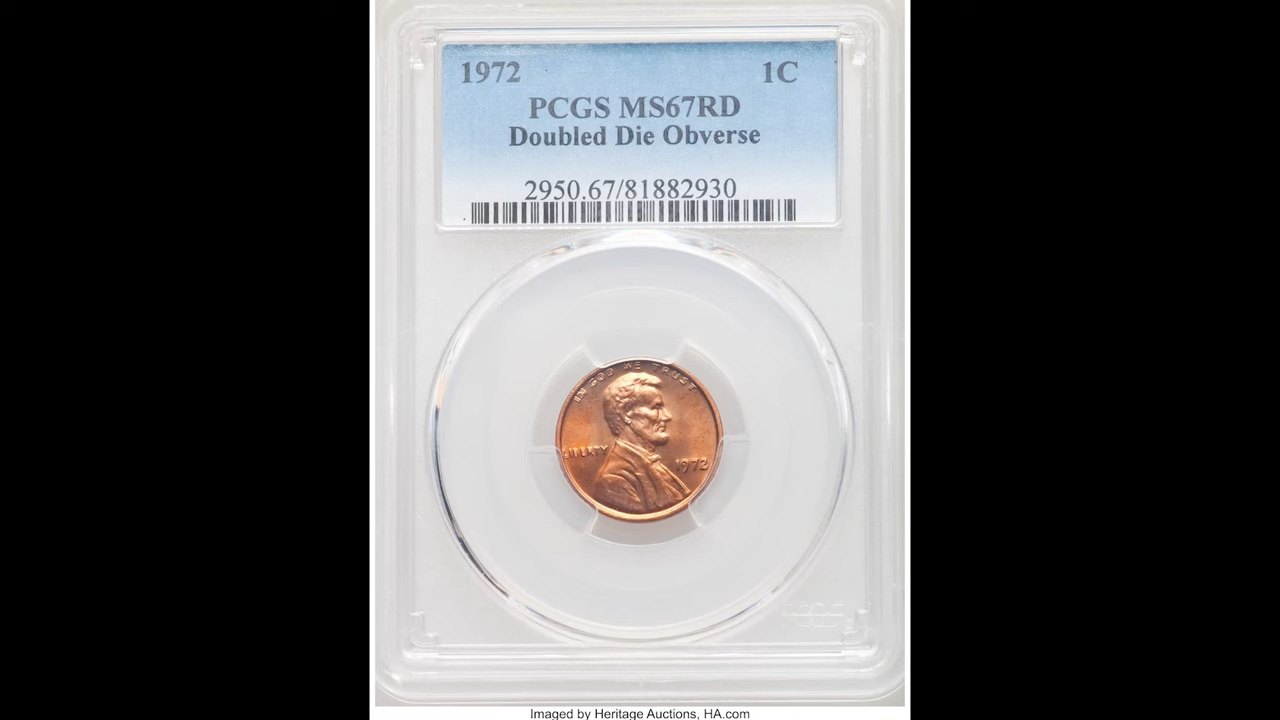 1972 1C
PCGS MS67RD
Doubled Die Obverse
2950.67/81882930
IN GOD WE TRUST
LIBERTY
1972
PCGS
Imaged by Heritage Auctions, HA.com